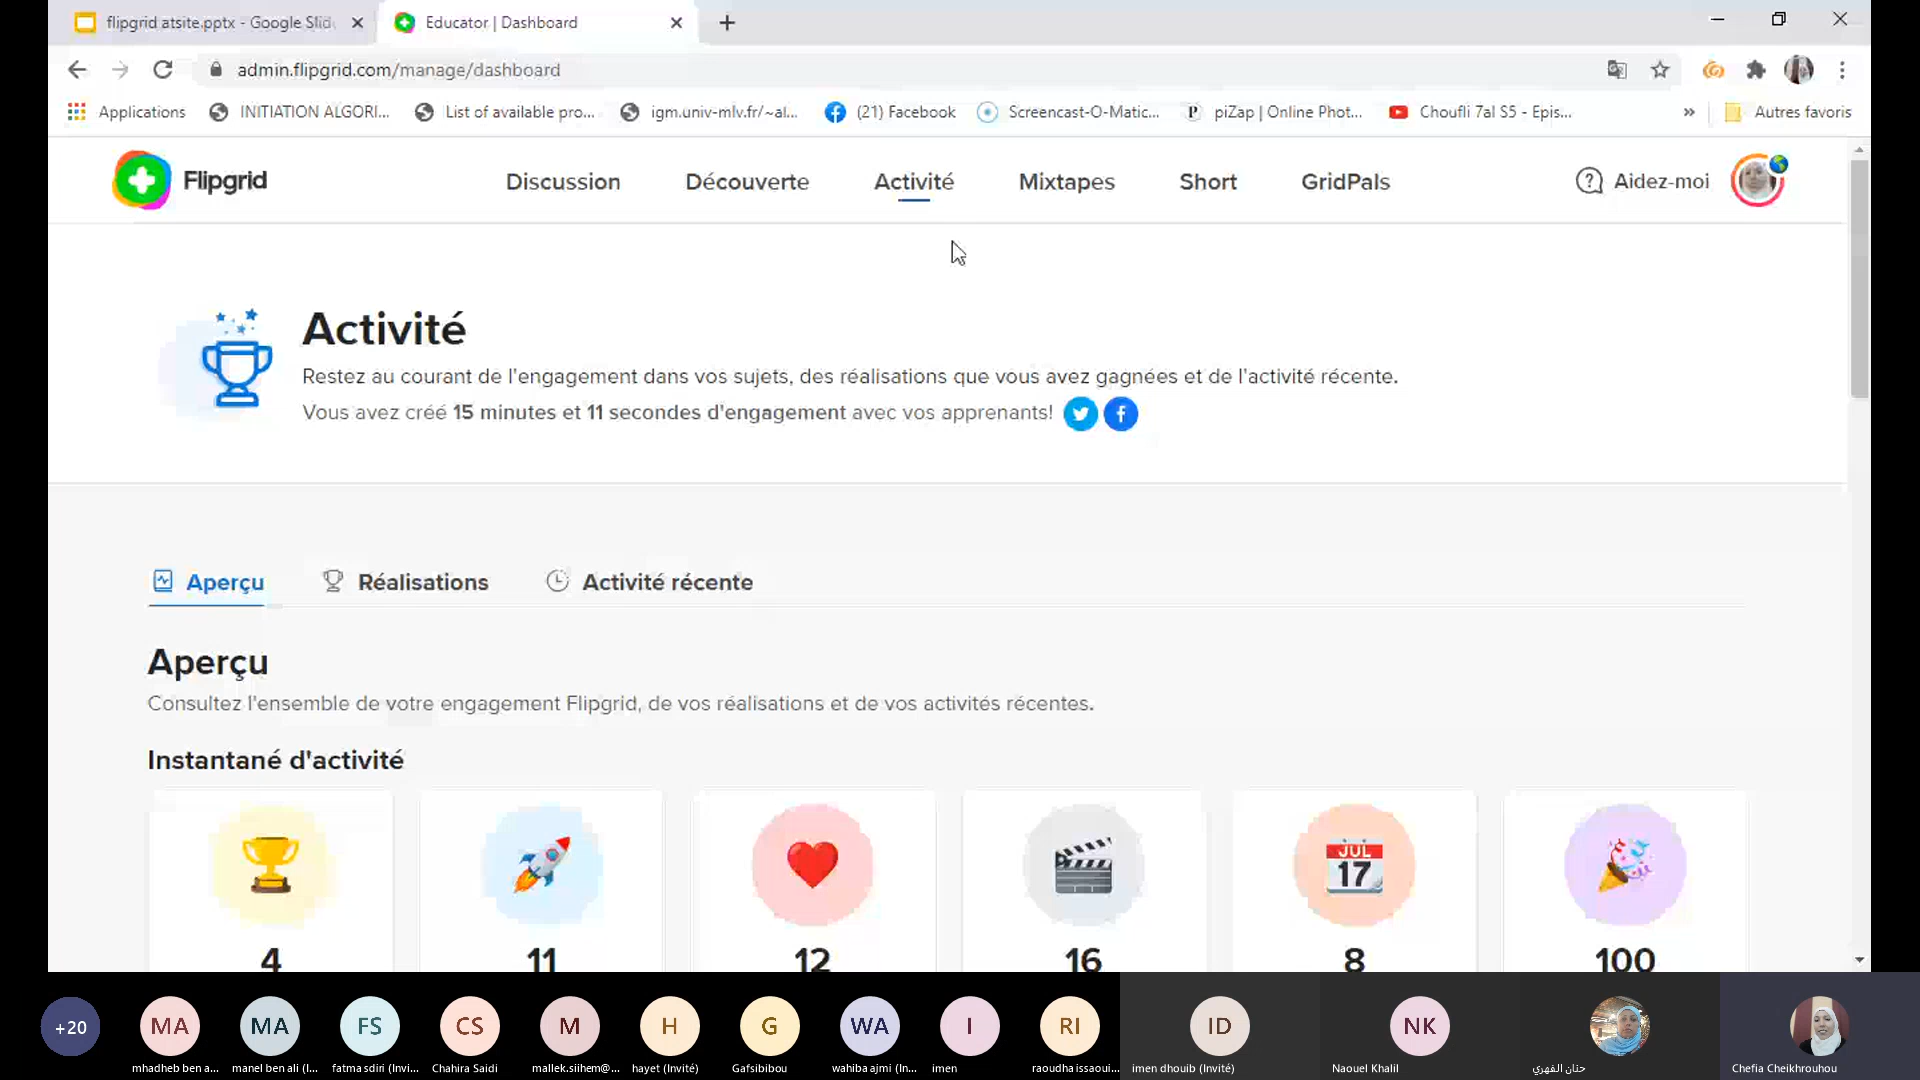 flipgrid atsite.pptx - Google Slid
Educator | Dashboard
admin.flipgrid.com/manage/dashboard
Applications
INITIATION ALGORI...
List of available pro...
igm.univ-mlv.fr/~al...
(21) Facebook
Screencast-O-Matic...
piZap | Online Phot...
Choufli 7al S5 - Epis...
»
Autres favoris
Flipgrid
Discussion
Découverte
Activité
Mixtapes
Short
GridPals
Aidez-moi
Activité
Restez au courant de l'engagement dans vos sujets, des réalisations que vous avez gagnées et de l'activité récente.
Vous avez créé 15 minutes et 11 secondes d'engagement avec vos apprenants!
Aperçu
Réalisations
Activité récente
Aperçu
Consultez l'ensemble de votre engagement Flipgrid, de vos réalisations et de vos activités récentes.
Instantané d'activité
JUL
17
4
11
12
16
8
100
+20
MA
MA
FS
CS
M
H
G
WA
I
RI
ID
NK
mhadheb ben a...
manel ben ali (I...
fatma sdiri (Invi...
Chahira Saidi
mallek.siihem@...
hayet (Invité)
Gafsibibou
wahiba ajmi (In...
imen
raoudha issaoui...
imen dhouib (Invité)
Naouel Khalil
حنان الفهري
Chefia Cheikhrouhou